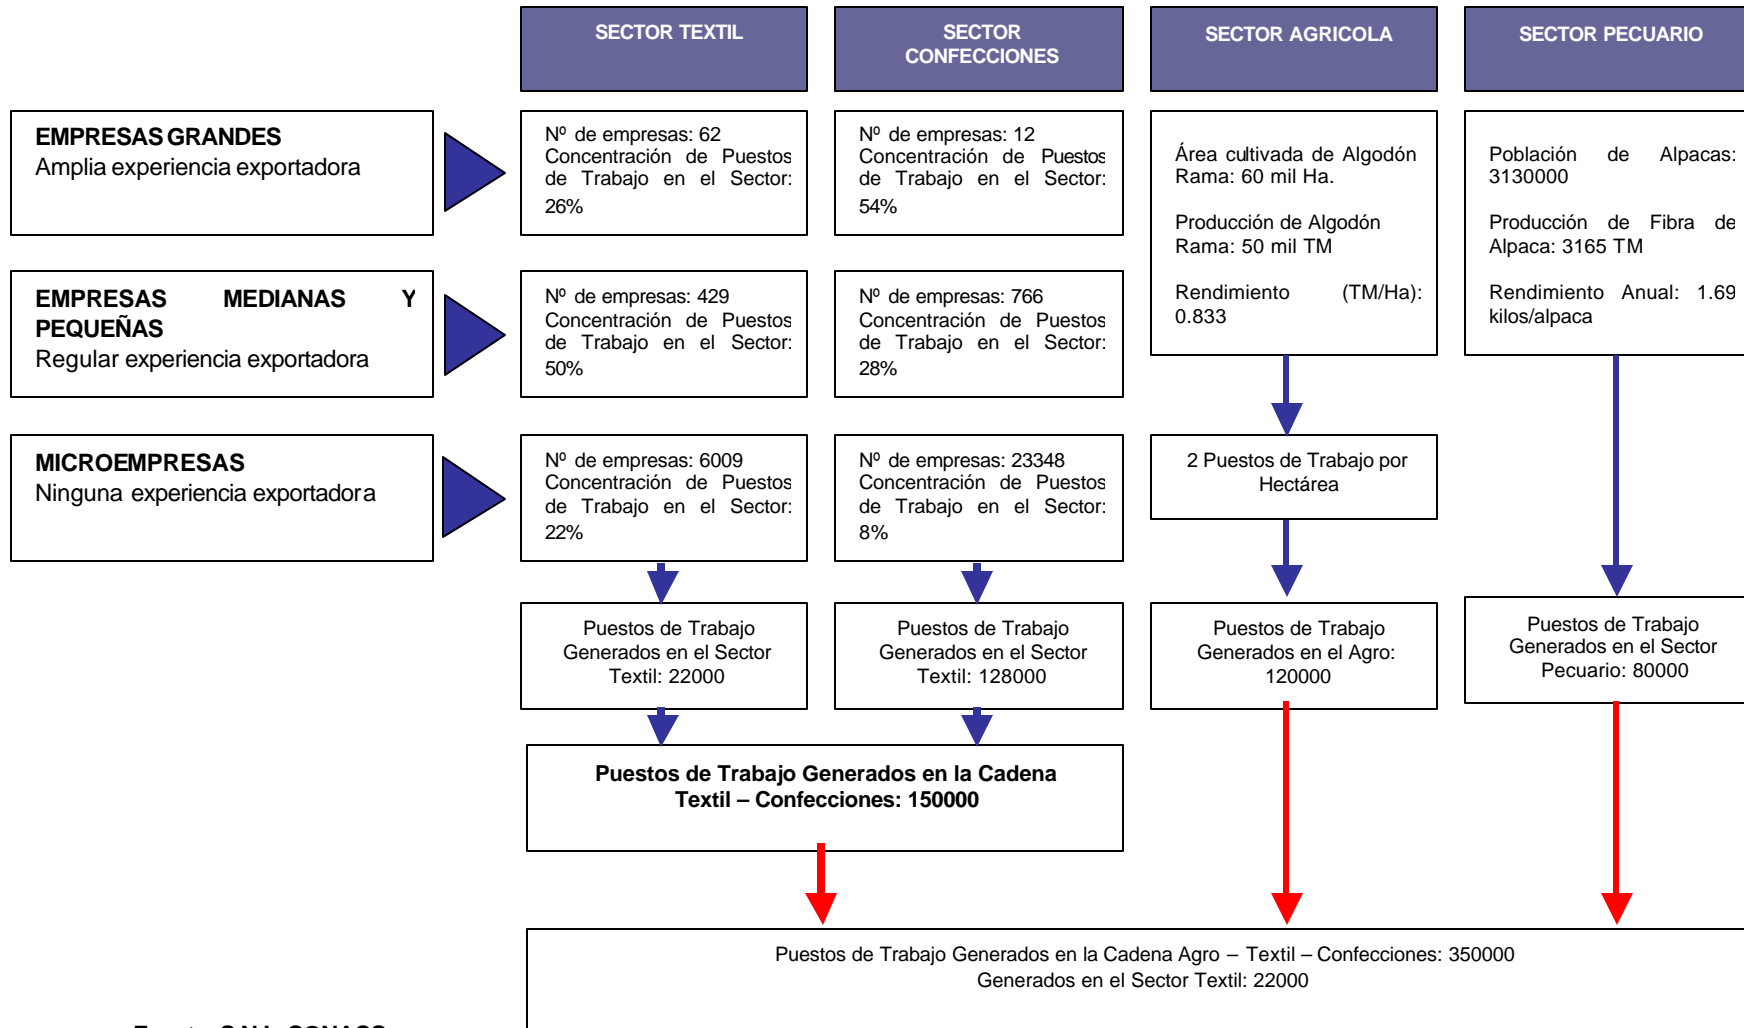 SECTOR TEXTIL
SECTOR
CONFECCIONES
SECTOR AGRICOLA
SECTOR PECUARIO
EMPRESAS GRANDES
Amplia experiencia exportadora
Nº de empresas: 62
Concentración de Puestos
de Trabajo en el Sector:
26%
Nº de empresas: 12
Concentración de Puestos
de Trabajo en el Sector:
54%
Área cultivada de Algodón
Rama: 60 mil Ha.
Producción de Algodón
Rama: 50 mil TM
Rendimiento (TM/Ha):
0.833
Población de Alpacas:
3130000
Producción de Fibra de
Alpaca: 3165 TM
Rendimiento Anual: 1.69
kilos/alpaca
EMPRESAS MEDIANAS Y
PEQUEÑAS
Regular experiencia exportadora
Nº de empresas: 429
Concentración de Puestos
de Trabajo en el Sector:
50%
Nº de empresas: 766
Concentración de Puestos
de Trabajo en el Sector:
28%
MICROEMPRESAS
Ninguna experiencia exportadora
Nº de empresas: 6009
Concentración de Puestos
de Trabajo en el Sector:
22%
Nº de empresas: 23348
Concentración de Puestos
de Trabajo en el Sector:
8%
2 Puestos de Trabajo por
Hectárea
Puestos de Trabajo
Generados en el Sector
Textil: 22000
Puestos de Trabajo
Generados en el Sector
Textil: 128000
Puestos de Trabajo
Generados en el Agro:
120000
Puestos de Trabajo
Generados en el Sector
Pecuario: 80000
Puestos de Trabajo Generados en la Cadena
Textil – Confecciones: 150000
Puestos de Trabajo Generados en la Cadena Agro – Textil – Confecciones: 350000
Generados en el Sector Textil: 22000